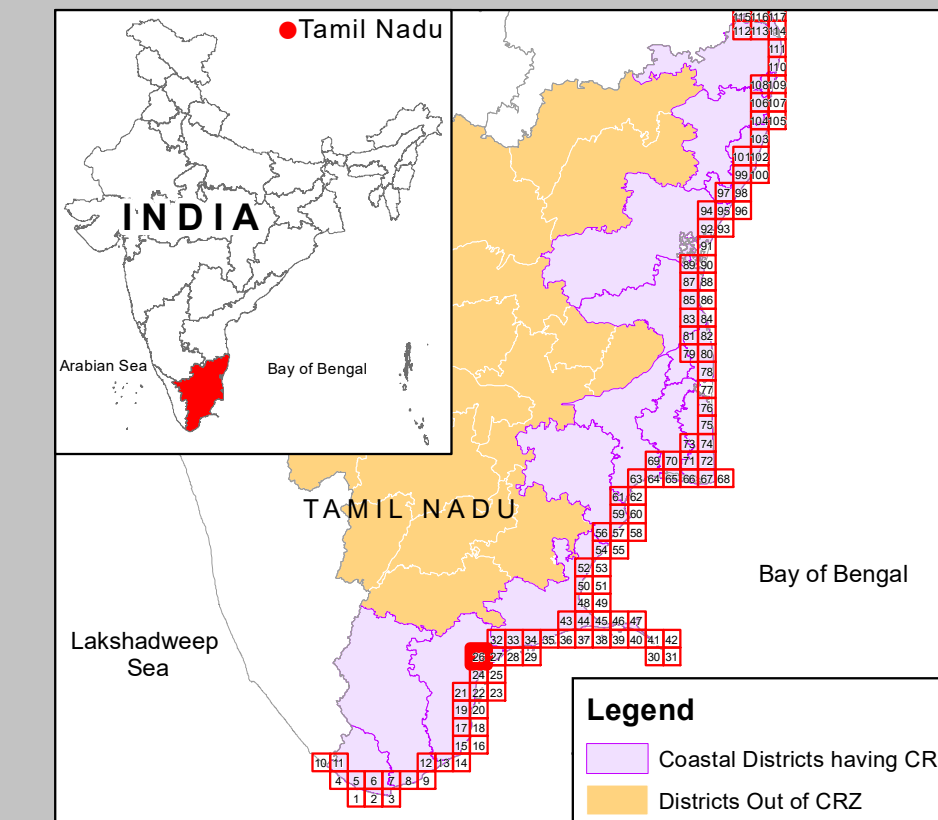 Tamil Nadu
INDIA
Arabian Sea
Bay of Bengal
115 116 117
112 113 114
111
110
108 109
106 107
104 105
103
101 102
99 100
97 98
94 95 96
92 93
91
89 90
87 88
85 86
83 84
81 82
79 80
78
77
76
75
73 74
69 70 71 72
63 64 65 66 67 68
61 62
TAMIL NADU
59 60
56 57 58
54 55
52 53
Bay of Bengal
50 51
48 49
43 44 45 46 47
32 33 34 35 36 37 38 39 40 41 42
Lakshadweep
Sea
26 27 28 29 30 31
24 25
21 22 23
19 20
17 18
15 16
10 11 12 13 14
4 5 6 7 8 9
1 2 3
Legend
Coastal Districts having CR
Districts Out of CRZ